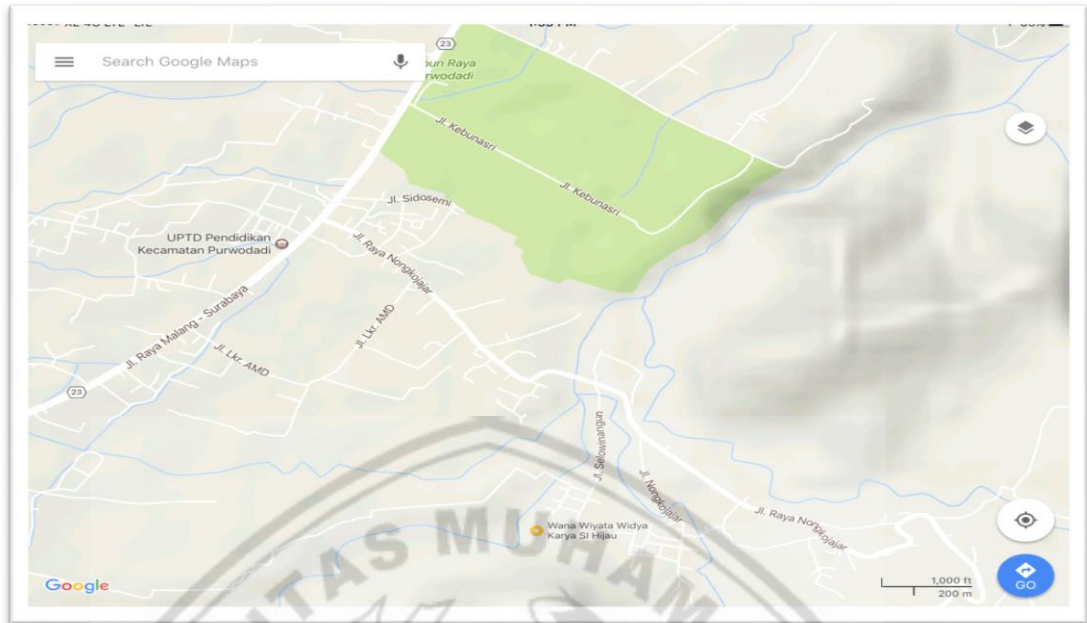 23
Search Google Maps
Jl. Kebunasri
Jl. Kebunasri
Jl. Sidosemi
UPTD Pendidikan
Kecamatan Purwodadi
Jl. Raya Nongkojajar
Jl. Raya Malang - Surabaya
Jl. Lkr. AMD
Jl. Lkr. AMD
23
Jl. Selowinangun
Jl. Nongkojajar
Jl. Raya Nongkojajar
Wana Wiyata Widya
Karya SI Hijau
Google
1,000 ft
200 m
GO